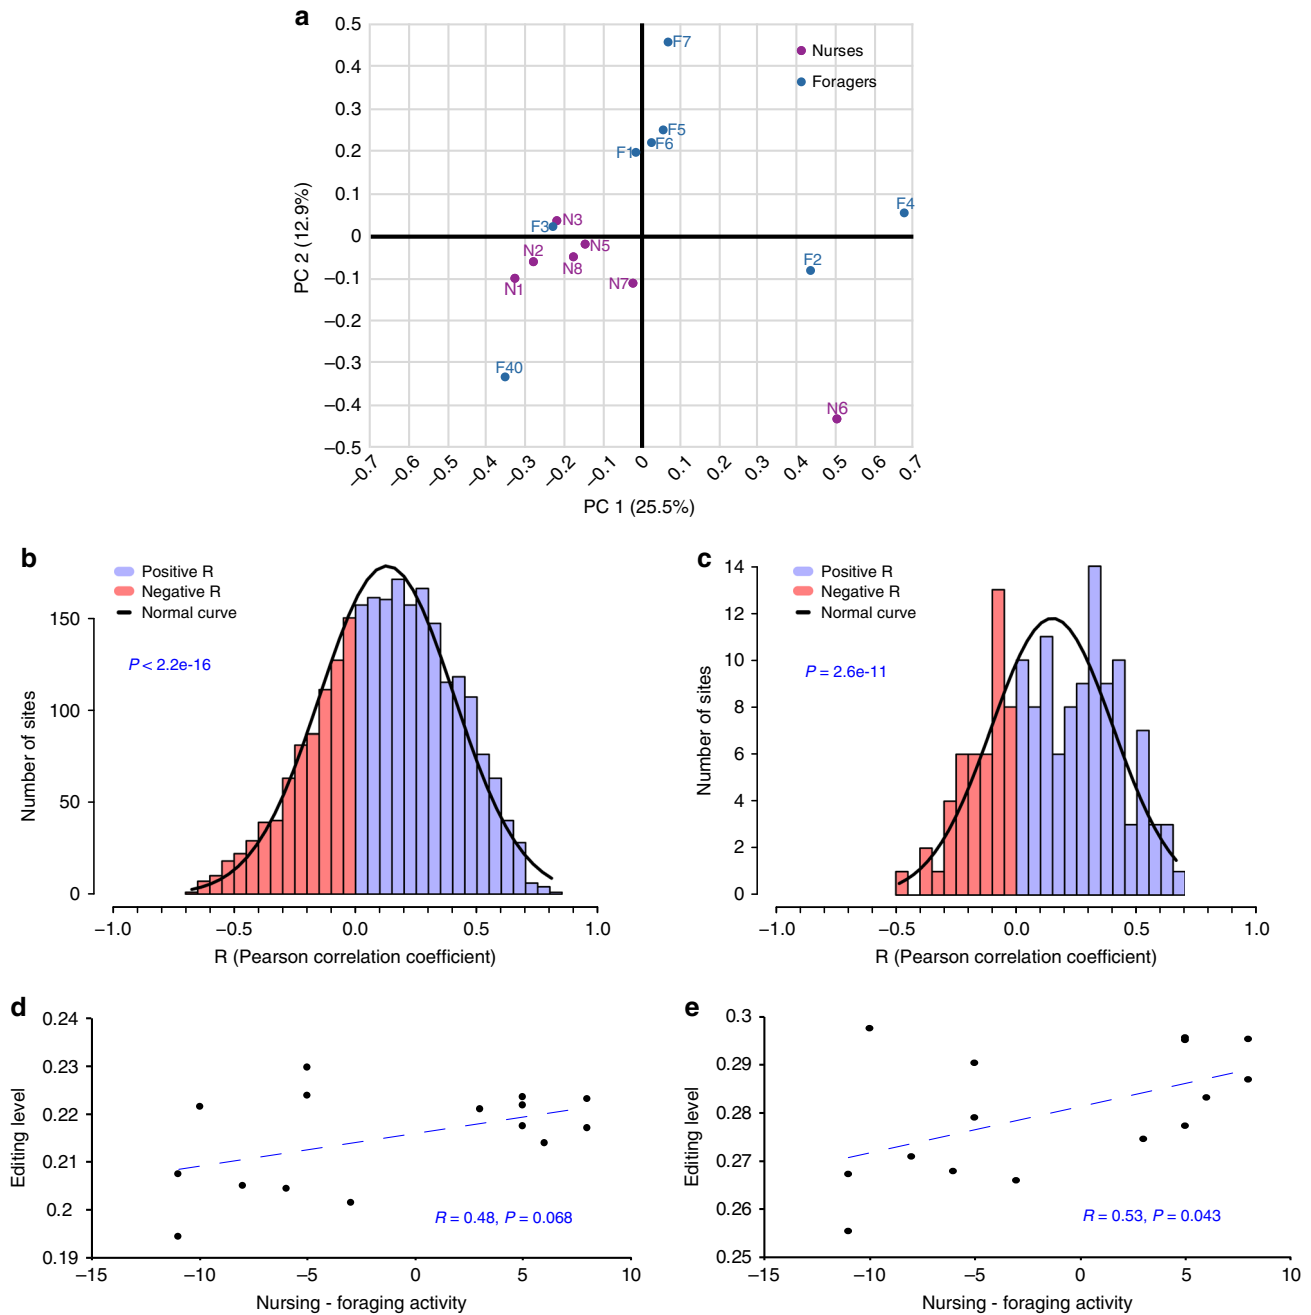 a
0.5
0.4
0.3
0.2
0.1
0
–0.1
–0.2
–0.3
–0.4
–0.5
PC 2 (12.9%)
Nurses
Foragers
F7
F5
F6
F1
F4
N3
F3
N2
N5
N8
N1
N7
F2
F40
N6
–0.7 –0.6 –0.5 –0.4 –0.3 –0.2 –0.1 0 0.1 0.2 0.3 0.4 0.5 0.6 0.7
PC 1 (25.5%)
b
Positive R
Negative R
Normal curve
P < 2.2e-16
Number of sites
150
100
50
0
–1.0 –0.5 0.0 0.5 1.0
R (Pearson correlation coefficient)
c
Positive R
Negative R
Normal curve
P = 2.6e-11
Number of sites
14
12
10
8
6
4
2
0
–1.0 –0.5 0.0 0.5 1.0
R (Pearson correlation coefficient)
d
0.24
0.23
0.22
0.21
0.2
0.19
Editing level
R = 0.48, P = 0.068
–15 –10 –5 0 5 10
Nursing - foraging activity
e
0.3
0.29
0.28
0.27
0.26
0.25
Editing level
R = 0.53, P = 0.043
–15 –10 –5 0 5 10
Nursing - foraging activity